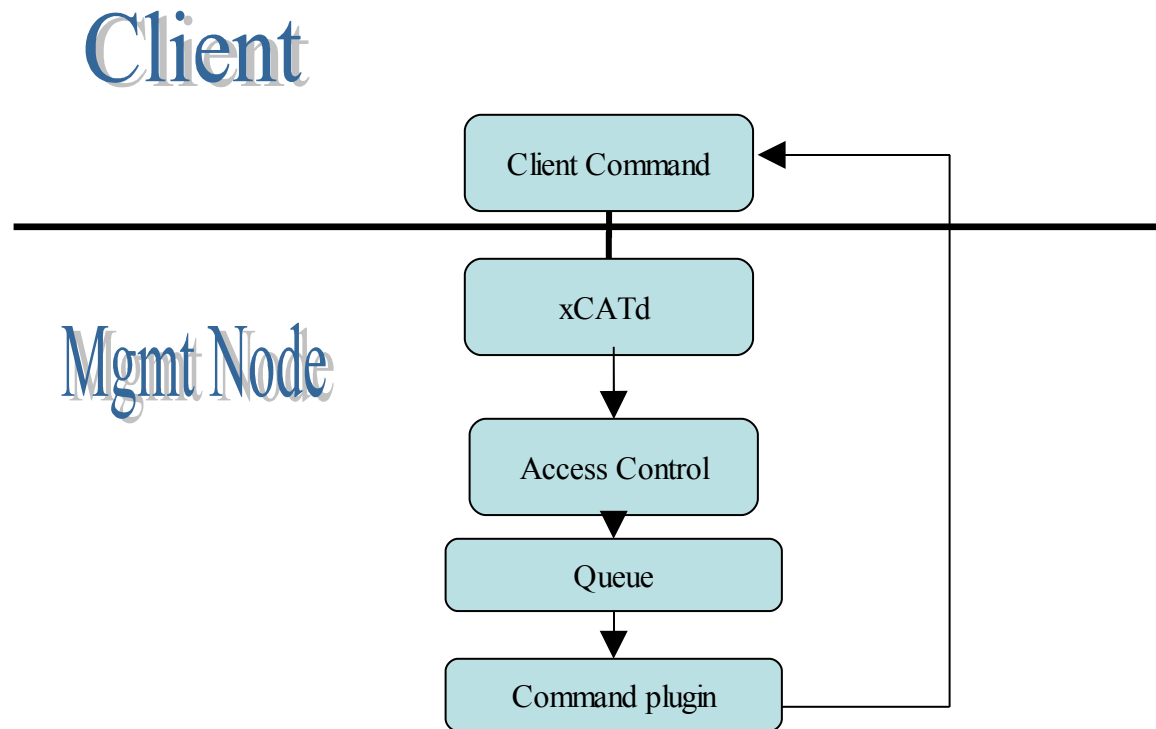 Client
Client Command
xCATd
Mgmt Node
Access Control
Queue
Command plugin